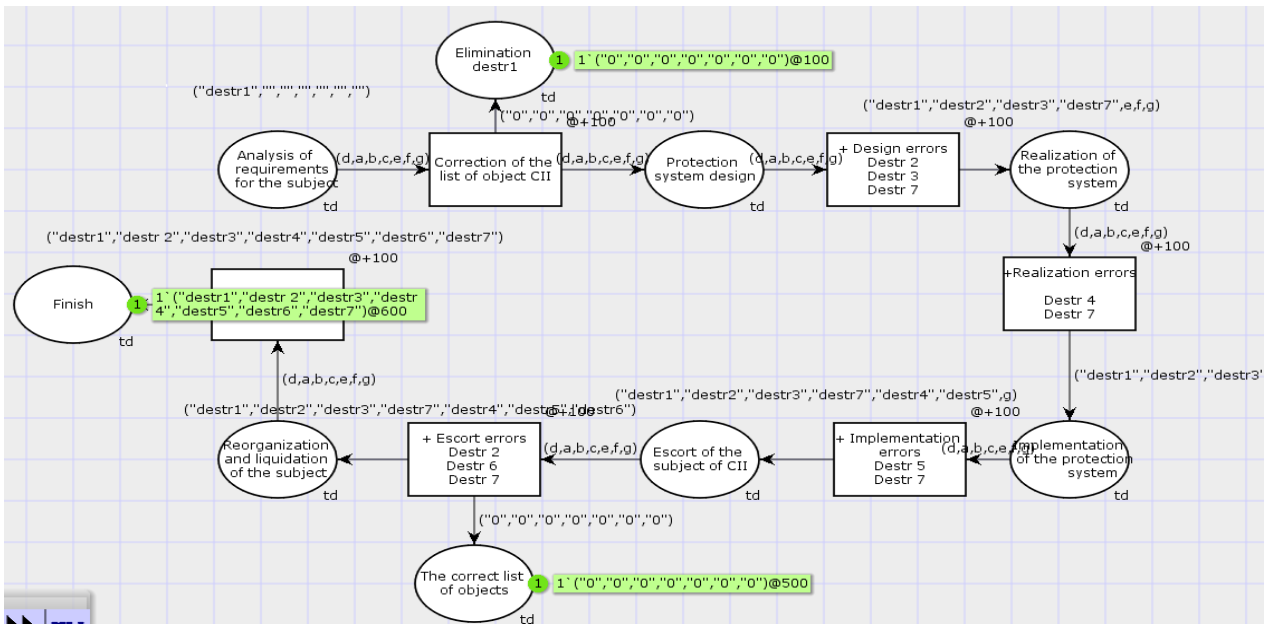 Elimination
destr1
1
1`("0","0","0","0","0","0","0")@100
("destr1","","","","","","")
td
("0","0","0","0","0","0","0")
@+100
("destr1","destr2","destr3","destr7",e,f,g)
@+100
Analysis of
requirements
for the subject
td
(d,a,b,c,e,f,g)
Correction of the
list of object CII
(d,a,b,c,e,f,g)
Protection
system design
td
(d,a,b,c,e,f,g)
+ Design errors
Destr 2
Destr 3
Destr 7
Realization of
the protection
system
td
(d,a,b,c,e,f,g)
@+100
("destr1","destr 2","destr3","destr4","destr5","destr6","destr7")
@+100
Finish
td
1
1`("destr1","destr 2","destr3","destr
4","destr5","destr6","destr7")@600
+Realization errors
Destr 4
Destr 7
(d,a,b,c,e,f,g)
("destr1","destr2","destr3"
("destr1","destr2","destr3","destr7","destr4","destr5",g)
@+100
("destr1","destr2","destr3","destr7","destr4","destr5","destr6")
@+100
Reorganization
and liquidation
of the subject
td
+ Escort errors
Destr 2
Destr 6
Destr 7
(d,a,b,c,e,f,g)
Escort of the
subject of CII
td
+ Implementation
errors
Destr 5
Destr 7
(d,a,b,c,e,f,g)
Implementation
of the protection
system
td
("0","0","0","0","0","0","0")
The correct list
of objects
td
1
1`("0","0","0","0","0","0","0")@500